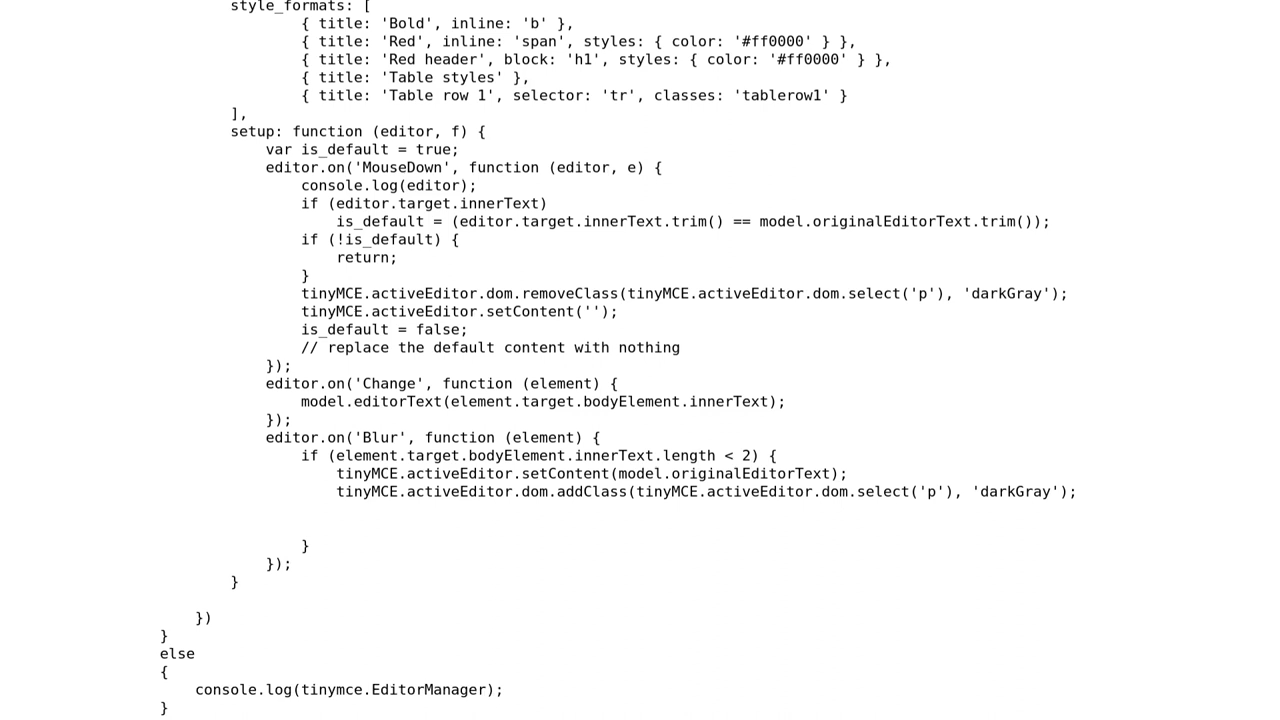 style_formats: [
{ title: 'Bold', inline: 'b' },
{ title: 'Red', inline: 'span', styles: { color: '#ff0000' } },
{ title: 'Red header', block: 'h1', styles: { color: '#ff0000' } },
{ title: 'Table styles' },
{ title: 'Table row 1', selector: 'tr', classes: 'tablerow1' }
],
setup: function (editor, f) {
var is_default = true;
editor.on('MouseDown', function (editor, e) {
console.log(editor);
if (editor.target.innerText)
is_default = (editor.target.innerText.trim() == model.originalEditorText.trim());
if (!is_default) {
return;
}
tinyMCE.activeEditor.dom.removeClass(tinyMCE.activeEditor.dom.select('p'), 'darkGray');
tinyMCE.activeEditor.setContent('');
is_default = false;
// replace the default content with nothing
});
editor.on('Change', function (element) {
model.editorText(element.target.bodyElement.innerText);
});
editor.on('Blur', function (element) {
if (element.target.bodyElement.innerText.length < 2) {
tinyMCE.activeEditor.setContent(model.originalEditorText);
tinyMCE.activeEditor.dom.addClass(tinyMCE.activeEditor.dom.select('p'), 'darkGray');
}
});
}
})
}
else
{
console.log(tinymce.EditorManager);
}